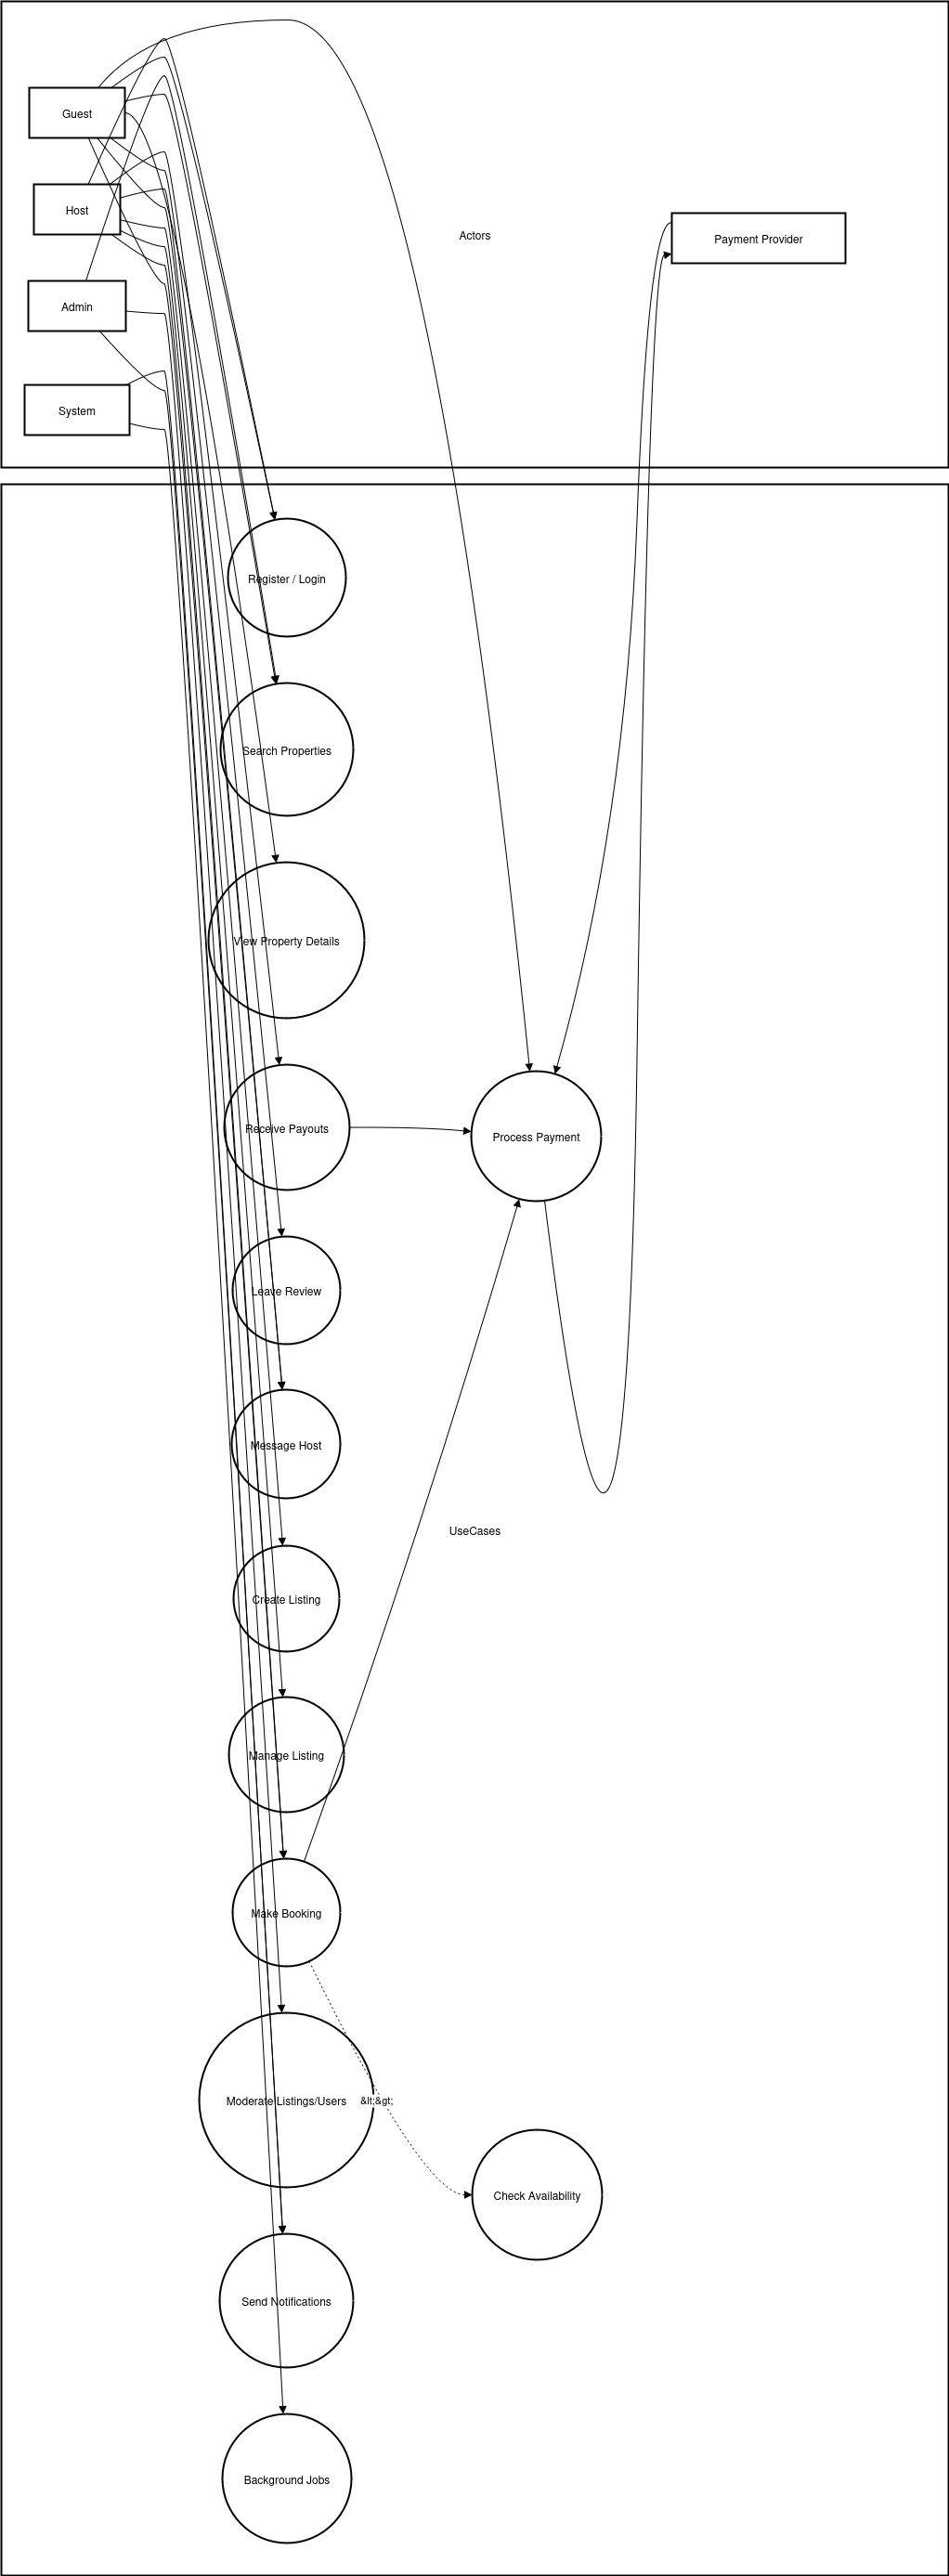 Guest
Host
Actors
Payment Provider
Admin
System
Register / Login
Search Properties
View Property Details
Receive Payouts
Process Payment
Leave Review
Message Host
UseCases
Create Listing
Manage Listing
Make Booking
Moderate Listings/Users
&lt;&gt;
Check Availability
Send Notifications
Background Jobs